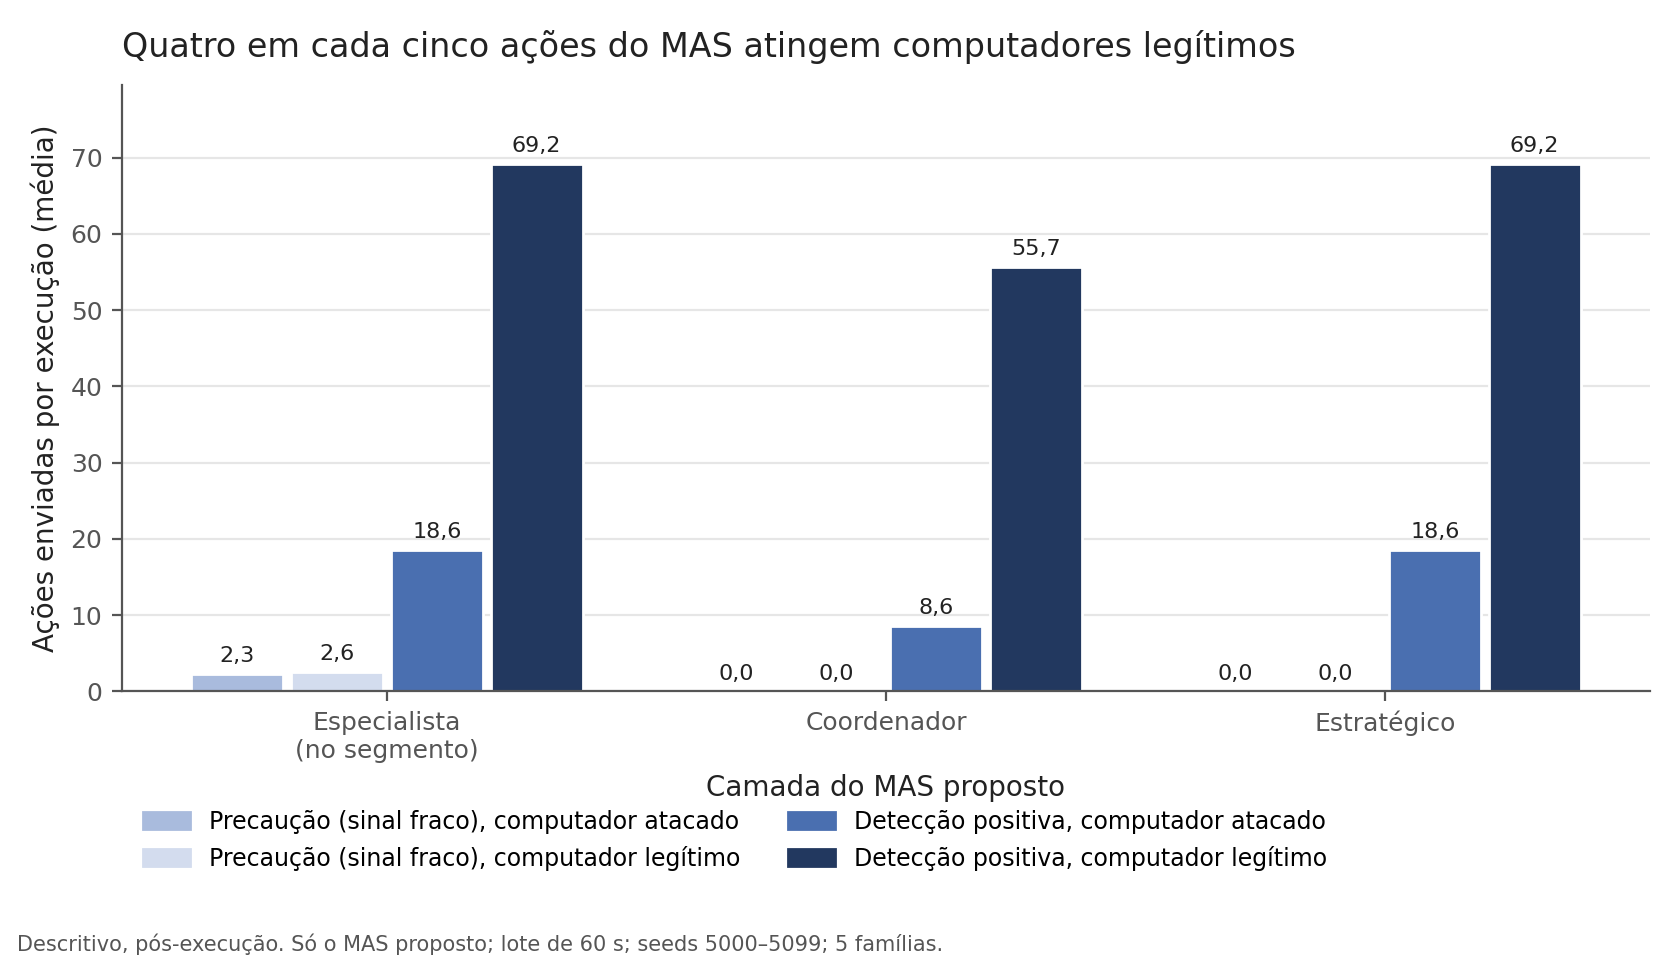 Quatro em cada cinco ações do MAS atingem computadores legítimos
Ações enviadas por execução (média)
70
60
50
40
30
20
10
0
2,3
2,6
18,6
69,2
0,0
0,0
8,6
55,7
0,0
0,0
18,6
69,2
Especialista
(no segmento)
Coordenador
Estratégico
Camada do MAS proposto
Precaução (sinal fraco), computador atacado
Precaução (sinal fraco), computador legítimo
Detecção positiva, computador atacado
Detecção positiva, computador legítimo
Descritivo, pós-execução. Só o MAS proposto; lote de 60 s; seeds 5000–5099; 5 famílias.